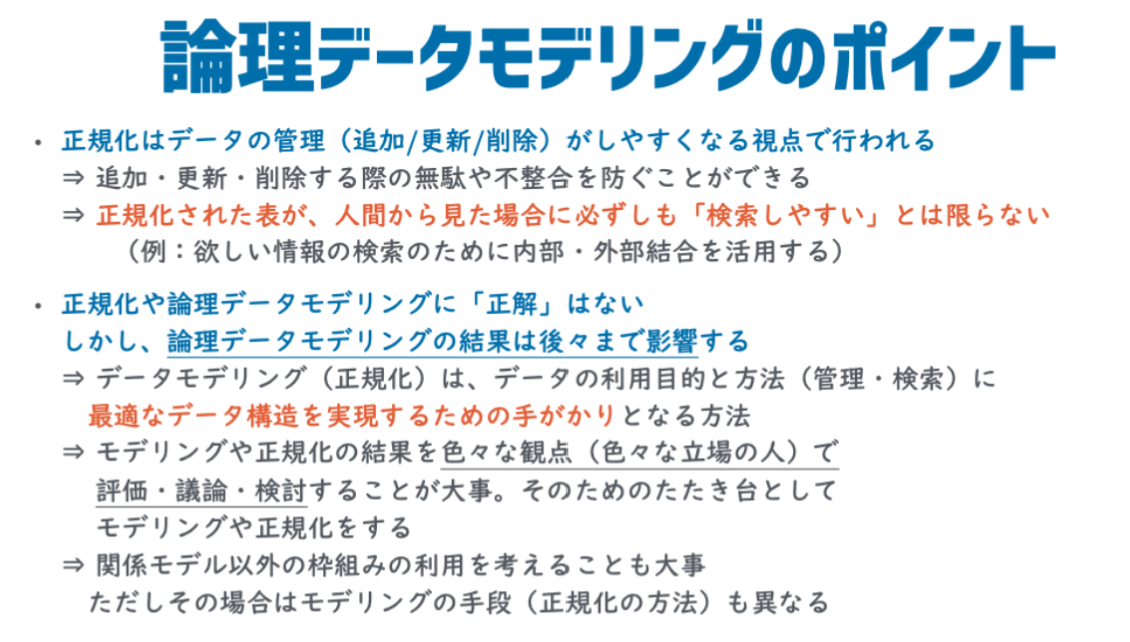 論理データモデリングのポイント
・ 正規化はデータの管理（追加/更新/削除）がしやすくなる視点で行われる
⇒ 追加・更新・削除する際の無駄や不整合を防ぐことができる
⇒ 正規化された表が、人間から見た場合に必ずしも「検索しやすい」とは限らない
（例：欲しい情報の検索のために内部・外部結合を活用する）
・ 正規化や論理データモデリングに「正解」はない
しかし、論理データモデリングの結果は後々まで影響する
⇒ データモデリング（正規化）は、データの利用目的と方法（管理・検索）に
最適なデータ構造を実現するための手がかりとなる方法
⇒ モデリングや正規化の結果を色々な観点（色々な立場の人）で
評価・議論・検討することが大事。そのためのたたき台として
モデリングや正規化をする
⇒ 関係モデル以外の枠組みの利用を考えることも大事
ただしその場合はモデリングの手段（正規化の方法）も異なる